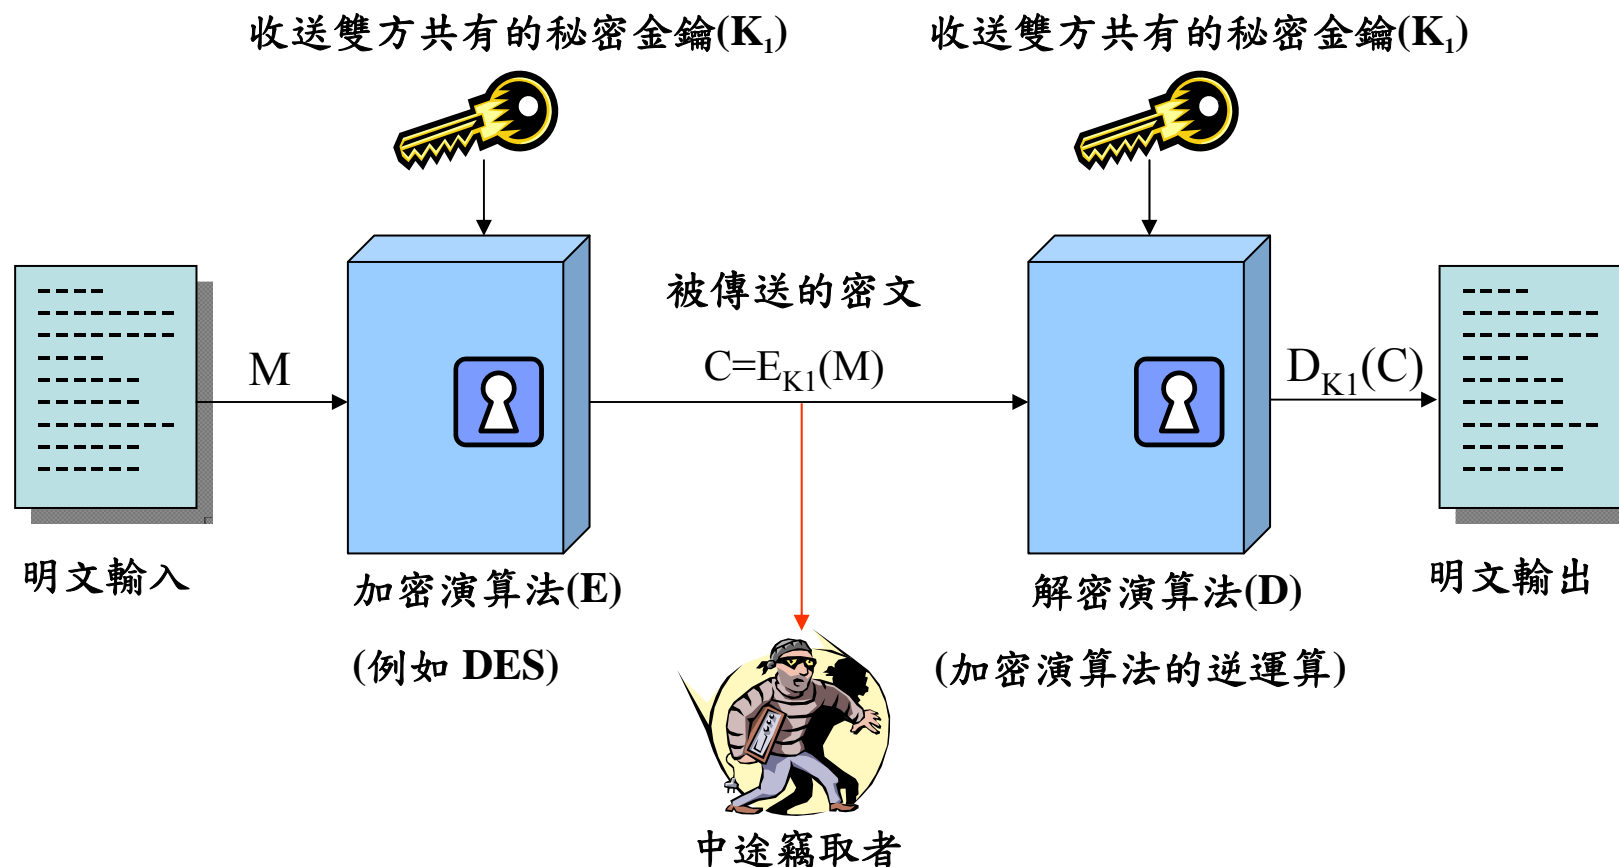 收送雙方共有的秘密金鑰(K₁)
收送雙方共有的秘密金鑰(K₁)
被傳送的密文
M
C=E_K1(M)
D_K1(C)
明文輸入
加密演算法(E)
(例如 DES)
解密演算法(D)
(加密演算法的逆運算)
明文輸出
中途竊取者